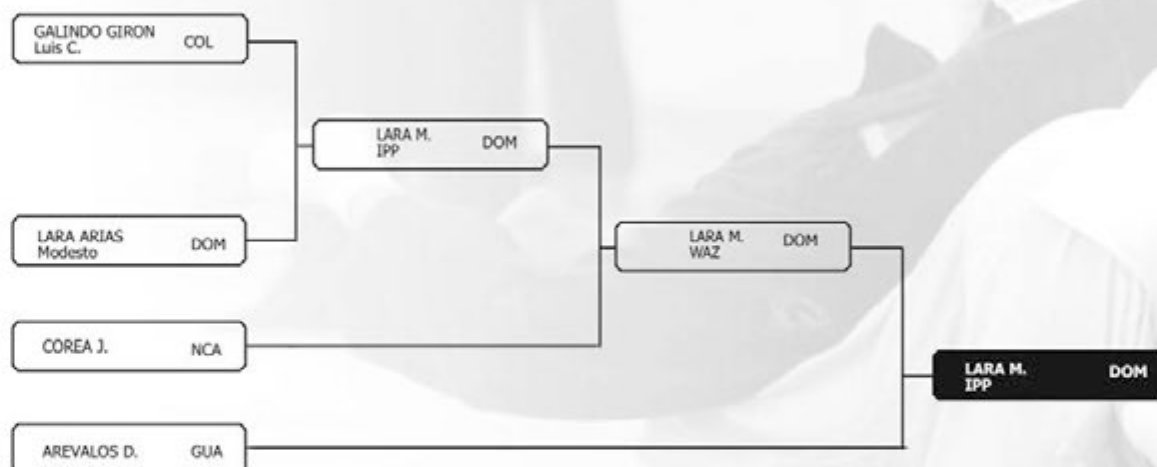 GALINDO GIRON
Luis C. COL
LARA M.
IPP DOM
LARA ARIAS
Modesto DOM
LARA M. DOM
WAZ
COREA J. NCA
LARA M. DOM
IPP
AREVALOS D. GUA